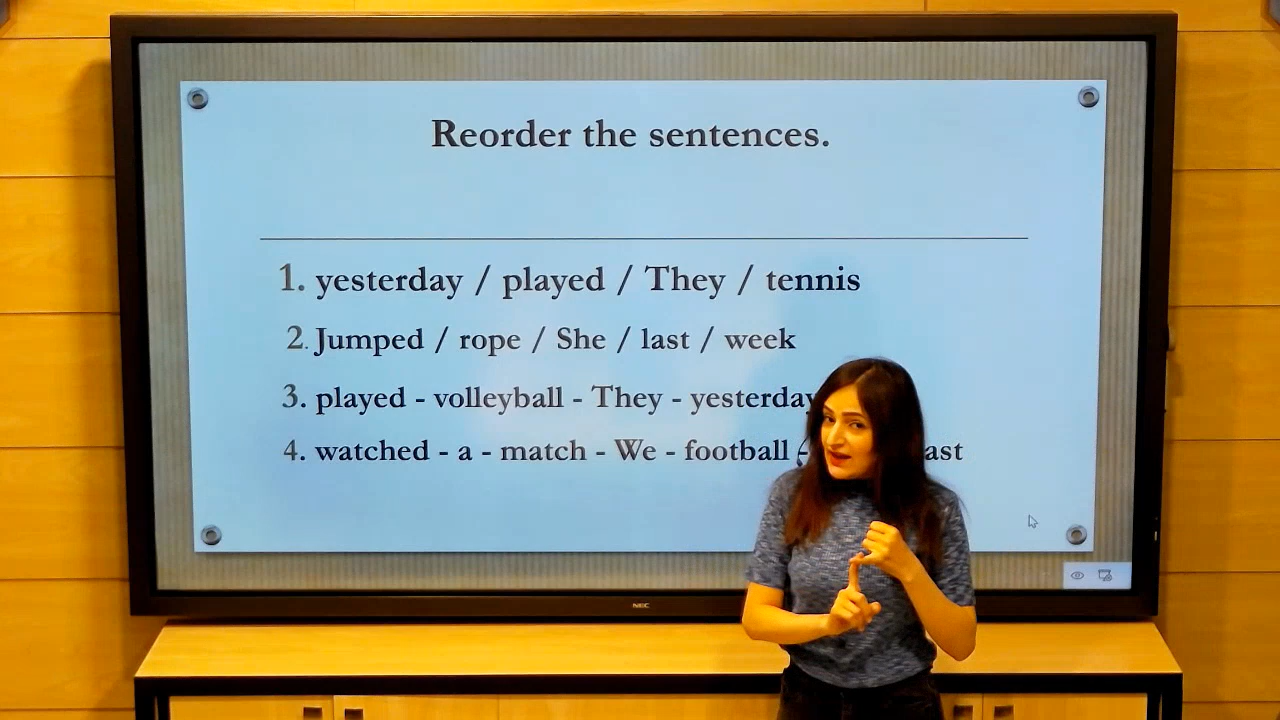 Reorder the sentences.
1. yesterday / played / They / tennis
2. Jumped / rope / She / last / week
3. played - volleyball - They - yesterday
4. watched - a - match - We - football -
NEC